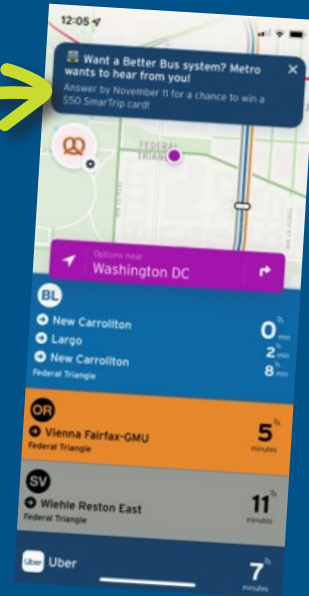 12:05
Want a Better Bus system? Metro
wants to hear from you!
Answer by November 11 for a chance to win a
$50 SmarTrip card!
FEDERAL
TRIANGLE
Options near
Washington DC
BL
New Carrollton
0 min
Largo
2 min
New Carrollton
8 min
Federal Triangle
OR
Vienna Fairfax-GMU
5
Federal Triangle
minutes
SV
Wiehle Reston East
11
Federal Triangle
minutes
Uber Uber
7
minutes